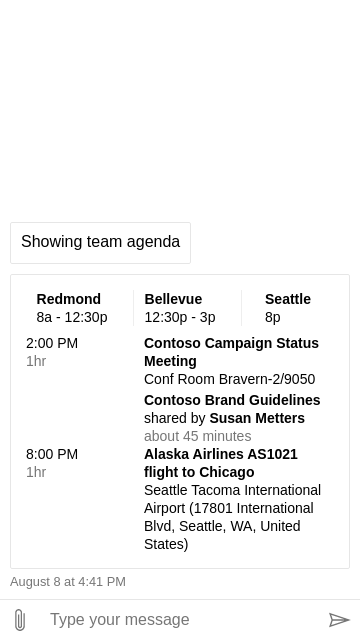 Showing team agenda
Redmond
8a - 12:30p
Bellevue
12:30p - 3p
Seattle
8p
2:00 PM
1hr
Contoso Campaign Status
Meeting
Conf Room Bravern-2/9050
Contoso Brand Guidelines
shared by Susan Metters
about 45 minutes
8:00 PM
1hr
Alaska Airlines AS1021
flight to Chicago
Seattle Tacoma International
Airport (17801 International
Blvd, Seattle, WA, United
States)
August 8 at 4:41 PM
Type your message